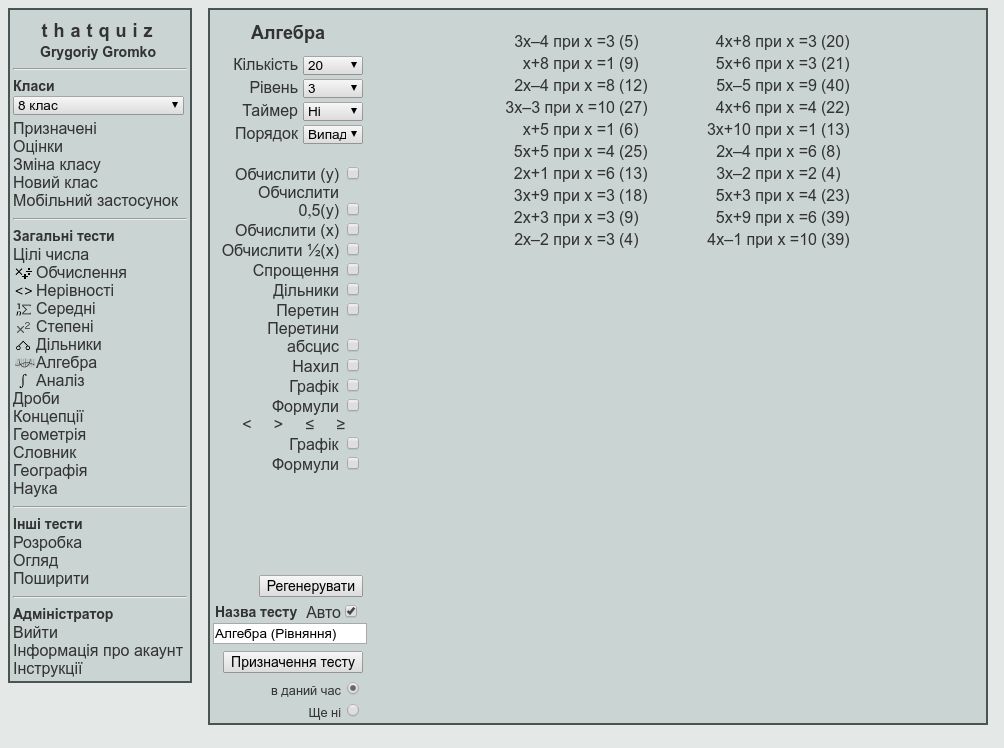 thatquiz
Grygoriy Gromko
Класи
8 клас
Призначені
Оцінки
Зміна класу
Новий клас
Мобільний застосунок
Загальні тести
Цілі числа
Обчислення
<> Нерівності
Середні
x² Степені
Дільники
Алгебра
∫ Аналіз
Дроби
Концепції
Геометрія
Словник
Географія
Наука
Інші тести
Розробка
Огляд
Поширити
Адміністратор
Вийти
Інформація про акаунт
Інструкції
Алгебра
Кількість 20
Рівень 3
Таймер Ні
Порядок Випад
Обчислити (y)
Обчислити
0,5(y)
Обчислити (x)
Обчислити ½(x)
Спрощення
Дільники
Перетин
Перетини
абсцис
Нахил
Графік
Формули
< > ≤ ≥
Графік
Формули
Регенерувати
Назва тесту Авто
Алгебра (Рівняння)
Призначення тесту
в даний час
Ще ні
3x–4 при x =3 (5)
x+8 при x =1 (9)
2x–4 при x =8 (12)
3x–3 при x =10 (27)
x+5 при x =1 (6)
5x+5 при x =4 (25)
2x+1 при x =6 (13)
3x+9 при x =3 (18)
2x+3 при x =3 (9)
2x–2 при x =3 (4)
4x+8 при x =3 (20)
5x+6 при x =3 (21)
5x–5 при x =9 (40)
4x+6 при x =4 (22)
3x+10 при x =1 (13)
2x–4 при x =6 (8)
3x–2 при x =2 (4)
5x+3 при x =4 (23)
5x+9 при x =6 (39)
4x–1 при x =10 (39)